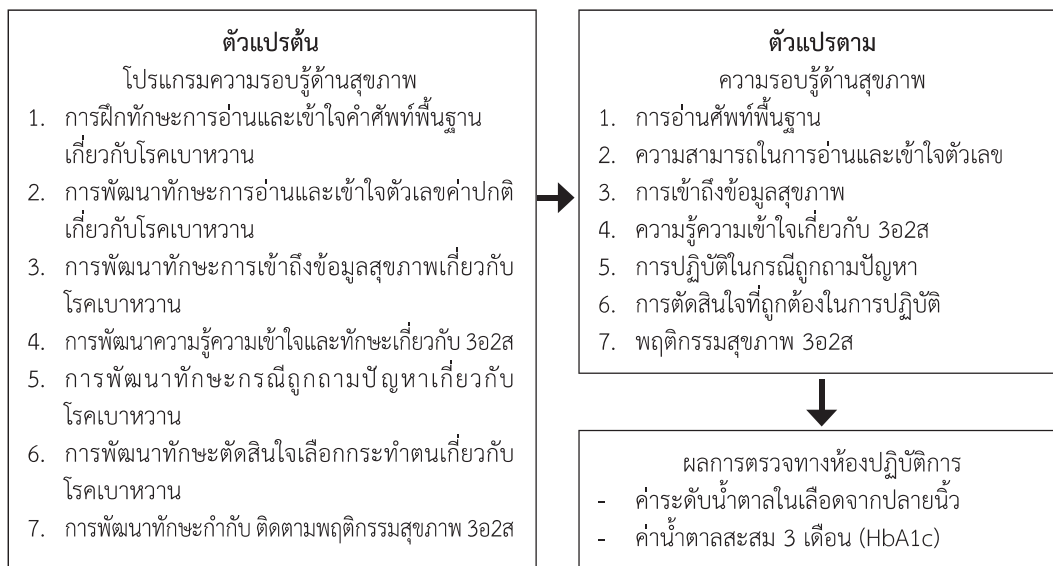 ตัวแปรต้น
โปรแกรมความรอบรู้ด้านสุขภาพ
1. การฝึกทักษะการอ่านและเข้าใจคำศัพท์พื้นฐาน
เกี่ยวกับโรคเบาหวาน
2. การพัฒนาทักษะการอ่านและเข้าใจตัวเลขค่าปกติ
เกี่ยวกับโรคเบาหวาน
3. การพัฒนาทักษะการเข้าถึงข้อมูลสุขภาพเกี่ยวกับ
โรคเบาหวาน
4. การพัฒนาความรู้ความเข้าใจและทักษะเกี่ยวกับ 3อ2ส
5. การพัฒนาทักษะกรณีถูกถามปัญหาเกี่ยวกับ
โรคเบาหวาน
6. การพัฒนาทักษะตัดสินใจเลือกกระทำตนเกี่ยวกับ
โรคเบาหวาน
7. การพัฒนาทักษะกำกับ ติดตามพฤติกรรมสุขภาพ 3อ2ส
ตัวแปรตาม
ความรอบรู้ด้านสุขภาพ
1. การอ่านศัพท์พื้นฐาน
2. ความสามารถในการอ่านและเข้าใจตัวเลข
3. การเข้าถึงข้อมูลสุขภาพ
4. ความรู้ความเข้าใจเกี่ยวกับ 3อ2ส
5. การปฏิบัติในกรณีถูกถามปัญหา
6. การตัดสินใจที่ถูกต้องในการปฏิบัติ
7. พฤติกรรมสุขภาพ 3อ2ส
ผลการตรวจทางห้องปฏิบัติการ
- ค่าระดับน้ำตาลในเลือดจากปลายนิ้ว
- ค่าน้ำตาลสะสม 3 เดือน (HbA1c)